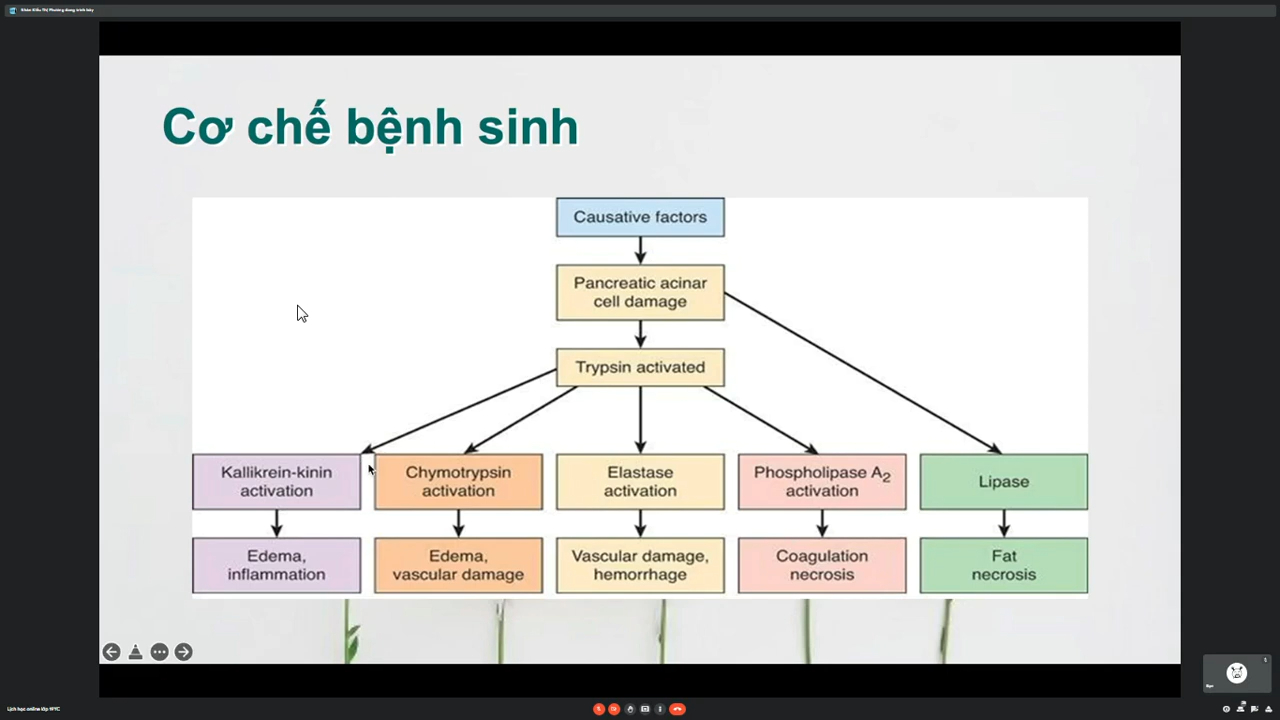 Cơ chế bệnh sinh
Causative factors
Pancreatic acinar
cell damage
Trypsin activated
Kallikrein-kinin
activation
Chymotrypsin
activation
Elastase
activation
Phospholipase A₂
activation
Lipase
Edema,
inflammation
Edema,
vascular damage
Vascular damage,
hemorrhage
Coagulation
necrosis
Fat
necrosis
Bạn